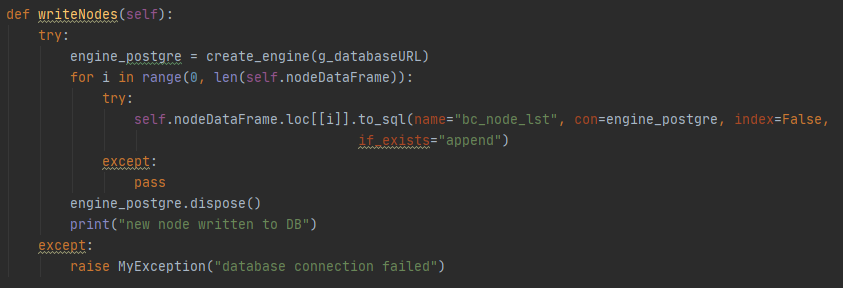 def writeNodes(self):
    try:
        engine_postgre = create_engine(g_databaseURL)
        for i in range(0, len(self.nodeDataFrame)):
            try:
                self.nodeDataFrame.loc[[i]].to_sql(name="bc_node_lst", con=engine_postgre, index=False,
                                            if_exists="append")
            except:
                pass
        engine_postgre.dispose()
        print("new node written to DB")
    except:
        raise MyException("database connection failed")